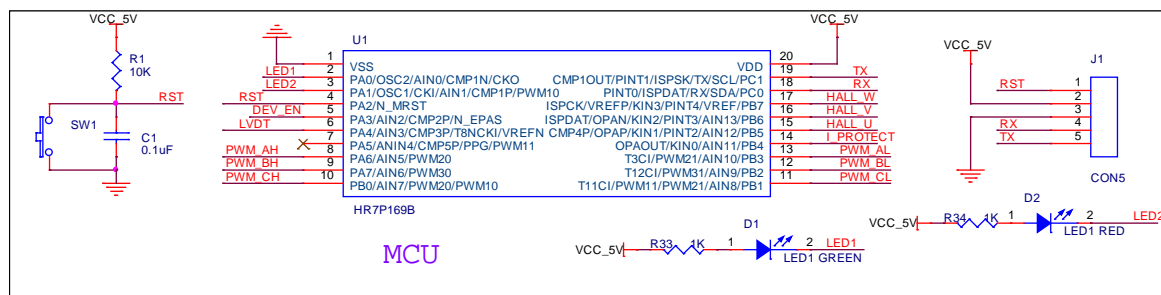 VCC_5V
R1
10K
RST
SW1
C1
0.1uF
U1
VCC_5V
1 VSS VDD 20
LED1 2 PA0/OSC2/AIN0/CMP1N/CKO CMP1OUT/PINT1/ISPSK/TX/SCL/PC1 19 TX
LED2 3 PA1/OSC1/CKI/AIN1/CMP1P/PWM10 PINT0/ISPDAT/RX/SDA/PC0 18 RX
RST 4 PA2/N_MRST ISPCK/VREFP/KIN3/PINT4/VREF/PB7 17 HALL_W
DEV_EN 5 PA3/AIN2/CMP2P/N_EPAS ISPDAT/OPAN/KIN2/PINT3/AIN13/PB6 16 HALL_V
LVDT 6 PA4/AIN3/CMP3P/T8NCKI/VREFN CMP4P/OPAP/KIN1/PINT2/AIN12/PB5 15 HALL_U
7 PA5/ANIN4/CMP5P/PPG/PWM11 OPAOUT/KIN0/AIN11/PB4 14 I_PROTECT
PWM_AH 8 PA6/AIN5/PWM20 T3CI/PWM21/AIN10/PB3 13 PWM_AL
PWM_BH 9 PA7/AIN6/PWM30 T12CI/PWM31/AIN9/PB2 12 PWM_BL
PWM_CH 10 PB0/AIN7/PWM20/PWM10 T11CI/PWM11/PWM21/AIN8/PB1 11 PWM_CL
HR7P169B
MCU
VCC_5V
J1
RST 1
2
3
RX 4
TX 5
CON5
D2
VCC_5V R34 1K 1 2 LED2
LED1 RED
D1
VCC_5V R33 1K 1 2 LED1
LED1 GREEN